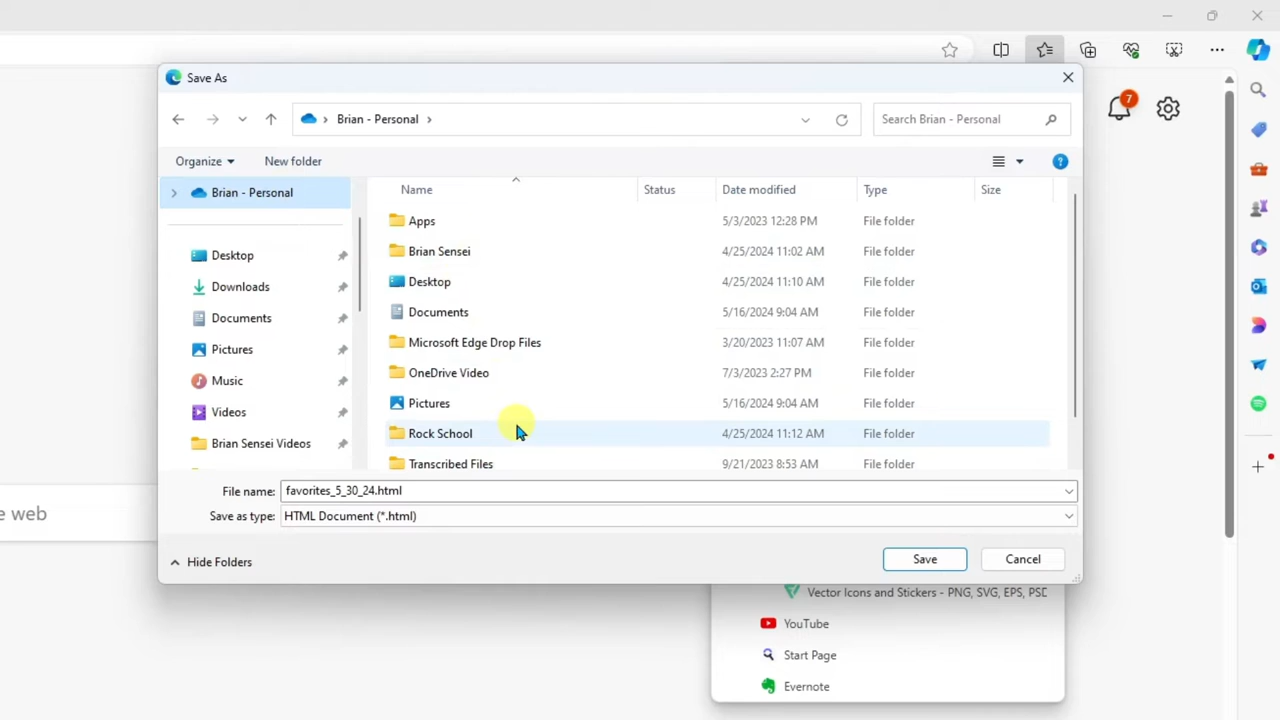 Save As
Brian - Personal
Search Brian - Personal
7
Organize
New folder
?
Brian - Personal
Desktop
Downloads
Documents
Pictures
Music
Videos
Brian Sensei Videos
Name Status Date modified Type Size
Apps 5/3/2023 12:28 PM File folder
Brian Sensei 4/25/2024 11:02 AM File folder
Desktop 4/25/2024 11:10 AM File folder
Documents 5/16/2024 9:04 AM File folder
Microsoft Edge Drop Files 3/20/2023 11:07 AM File folder
OneDrive Video 7/3/2023 2:27 PM File folder
Pictures 5/16/2024 9:04 AM File folder
Rock School 4/25/2024 11:12 AM File folder
Transcribed Files 9/21/2023 8:53 AM File folder
File name: favorites_5_30_24.html
Save as type: HTML Document (*.html)
Hide Folders
Save
Cancel
e web
Vector Icons and Stickers - PNG, SVG, EPS, PSD
YouTube
Start Page
Evernote